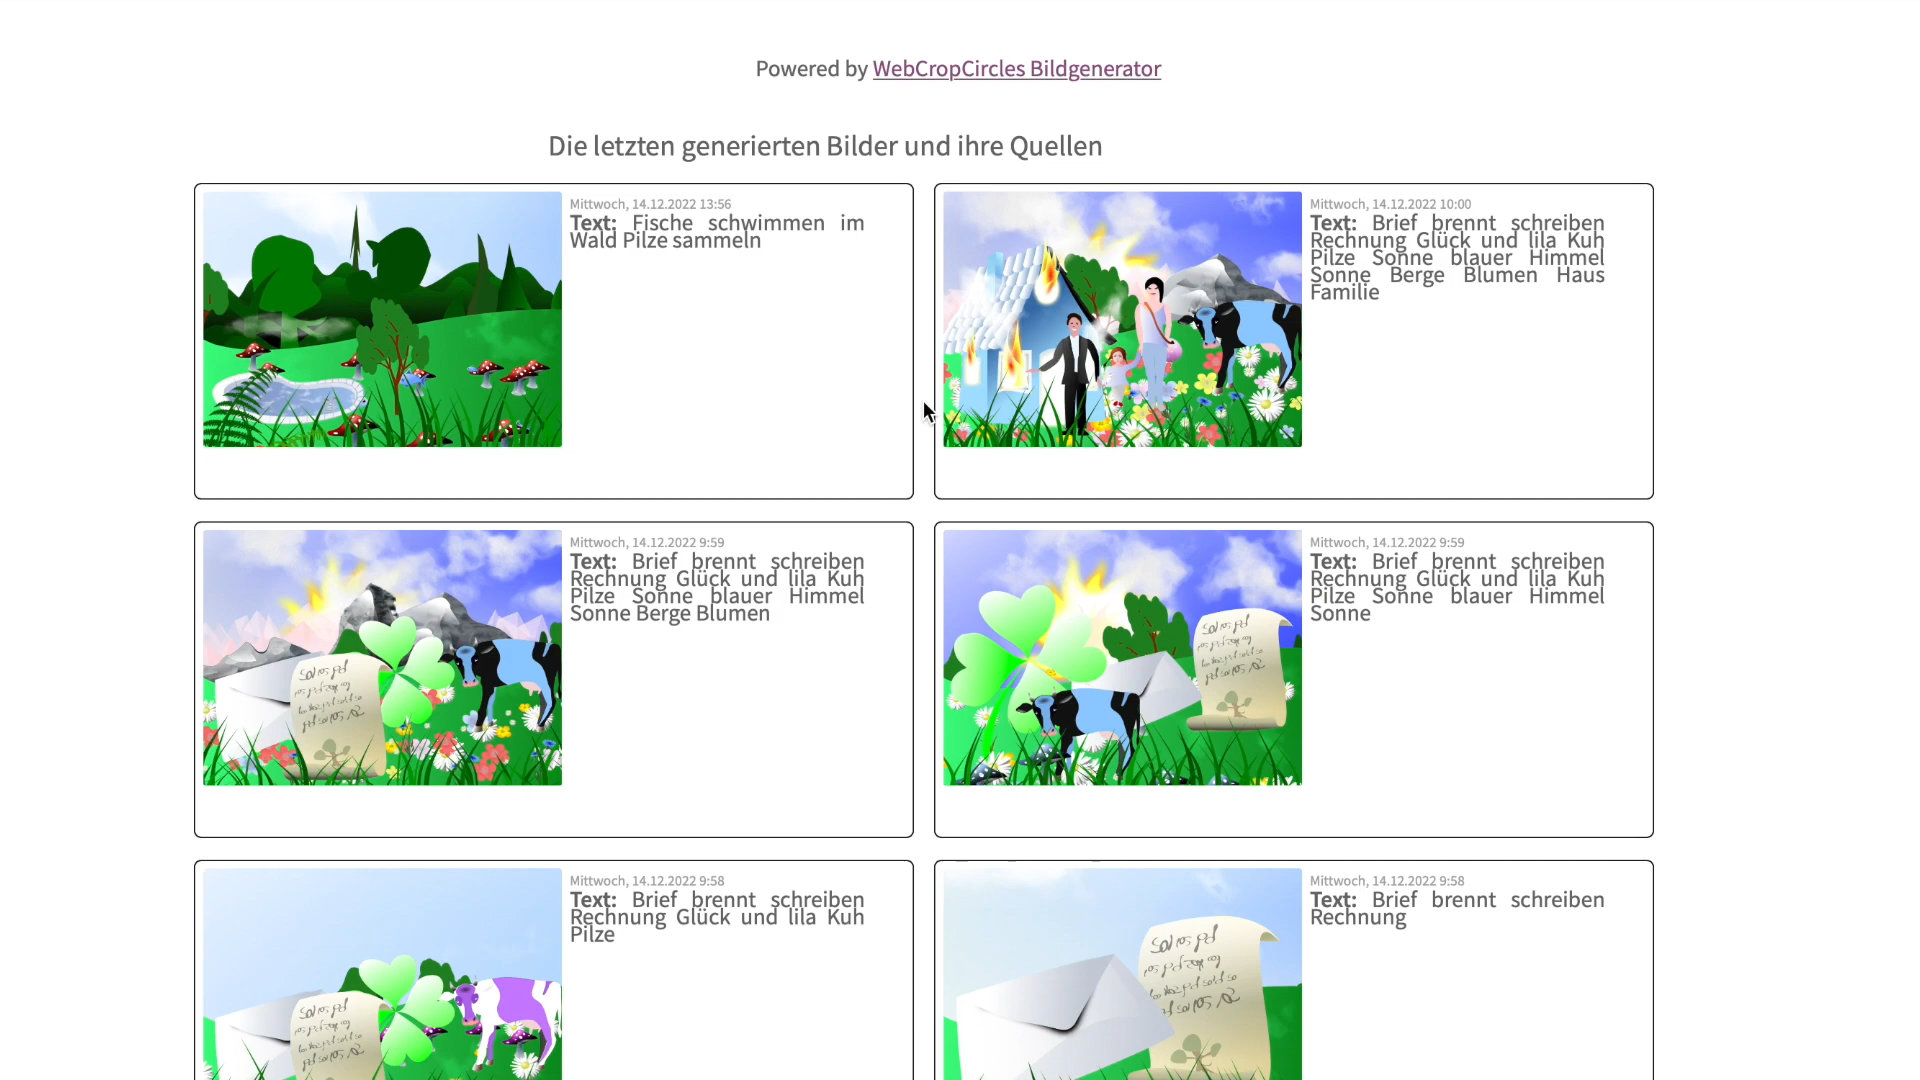 Powered by WebCropCircles Bildgenerator
Die letzten generierten Bilder und ihre Quellen
Mittwoch, 14.12.2022 13:56
Text: Fische schwimmen im
Wald Pilze sammeln
Mittwoch, 14.12.2022 10:00
Text: Brief brennt schreiben
Rechnung Glück und lila Kuh
Pilze Sonne blauer Himmel
Sonne Berge Blumen Haus
Familie
Mittwoch, 14.12.2022 9:59
Text: Brief brennt schreiben
Rechnung Glück und lila Kuh
Pilze Sonne blauer Himmel
Sonne Berge Blumen
Mittwoch, 14.12.2022 9:59
Text: Brief brennt schreiben
Rechnung Glück und lila Kuh
Pilze Sonne blauer Himmel
Sonne
Mittwoch, 14.12.2022 9:58
Text: Brief brennt schreiben
Rechnung Glück und lila Kuh
Pilze
Mittwoch, 14.12.2022 9:58
Text: Brief brennt schreiben
Rechnung